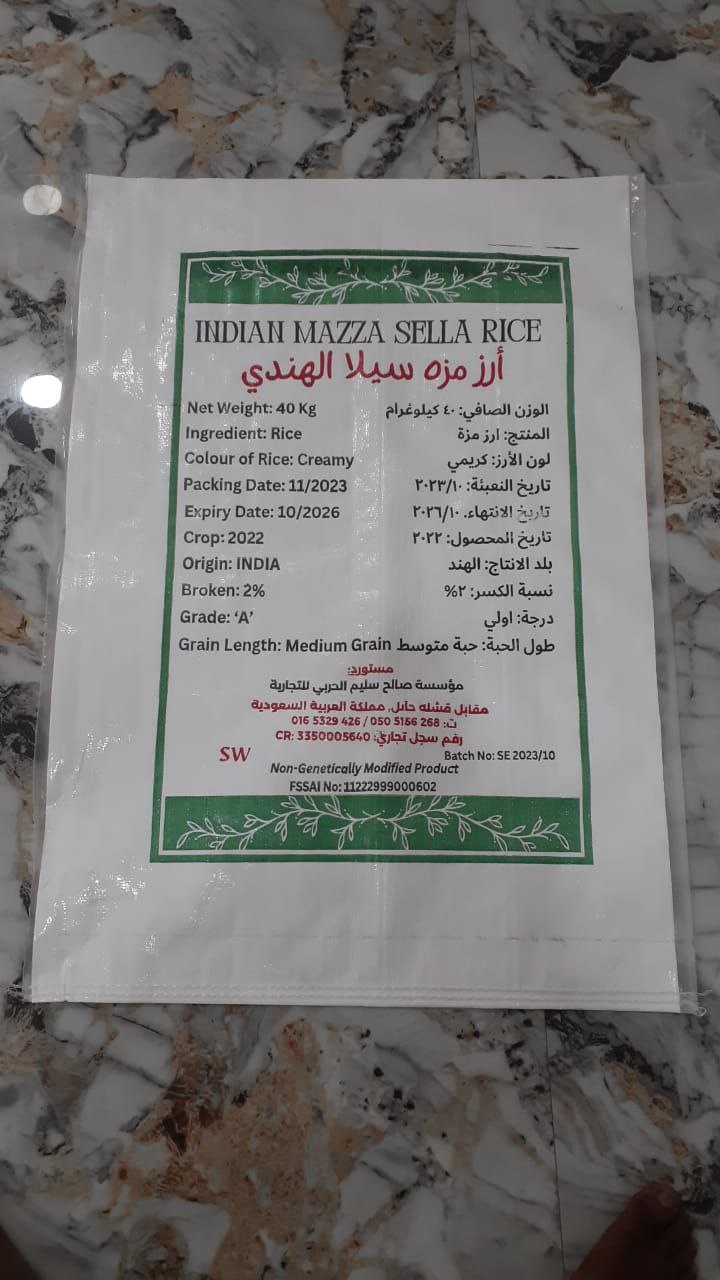 INDIAN MAZZA SELLA RICE
أرز مزه سيلا الهندي
Net Weight: 40 Kg الوزن الصافي: ٤٠ كيلوغرام
Ingredient: Rice المنتج: ارز مزة
Colour of Rice: Creamy لون الأرز: كريمي
Packing Date: 11/2023 تاريخ التعبئة: ٢٠٢٣/١٠
Expiry Date: 10/2026 تاريخ الانتهاء. ٢٠٢٦/١٠
Crop: 2022 تاريخ المحصول: ٢٠٢٢
Origin: INDIA بلد الانتاج: الهند
Broken: 2% نسبة الكسر: ٢%
Grade: ‘A’ درجة: اولي
Grain Length: Medium Grain طول الحبة: حبة متوسط
مستورد:
مؤسسة صالح سليم الحربي للتجارية
مقابل قشله حايل, مملكة العربية السعودية
ت: 268 5156 050 / 426 5329 016
رقم سجل تجاري: CR: 3350005640
SW Batch No: SE 2023/10
Non-Genetically Modified Product
FSSAI No: 11222999000602